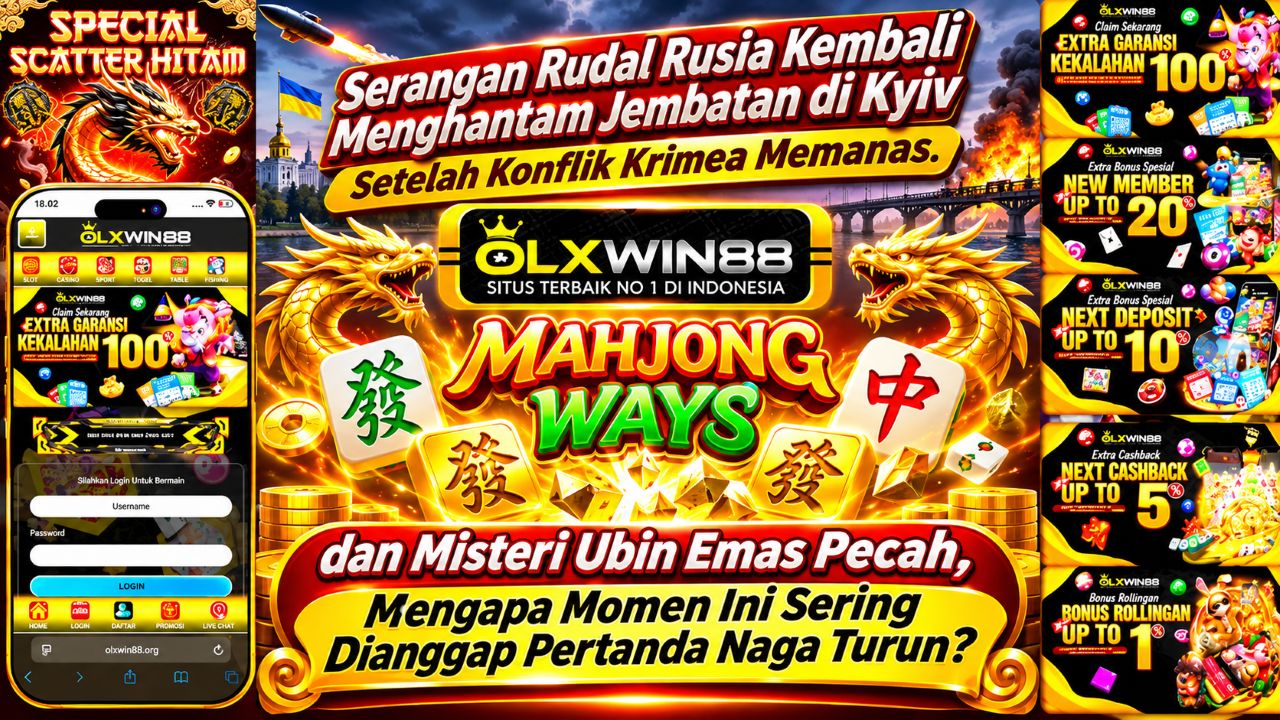 SPECIAL
SCATTER HITAM
18.02
OLXWIN88
SLOT CASINO SPORT TOGEL TABLE FISHING
OLXWIN88
Claim Sekarang
EXTRA GARANSI
KEKALAHAN 100%
Silahkan Login Untuk Bermain
Username
Password
LOGIN
HOME LOGIN DAFTAR PROMOSI LIVE CHAT
olxwin88.org
Serangan Rudal Rusia Kembali
Menghantam Jembatan di Kyiv
Setelah Konflik Krimea Memanas.
OLXWIN88
SITUS TERBAIK NO 1 DI INDONESIA
MAHJONG
WAYS
發
中
發
發
dan Misteri Ubin Emas Pecah,
Mengapa Momen Ini Sering
Dianggap Pertanda Naga Turun?
OLXWIN88
Claim Sekarang
EXTRA GARANSI
KEKALAHAN 100%
OLXWIN88
Extra Bonus Spesial
NEW MEMBER
UP TO 20%
OLXWIN88
Extra Bonus Spesial
NEXT DEPOSIT
UP TO 10%
OLXWIN88
Extra Cashback
NEXT CASHBACK
UP TO 5%
OLXWIN88
Bonus Rollingan
BONUS ROLLINGAN
UP TO 1%